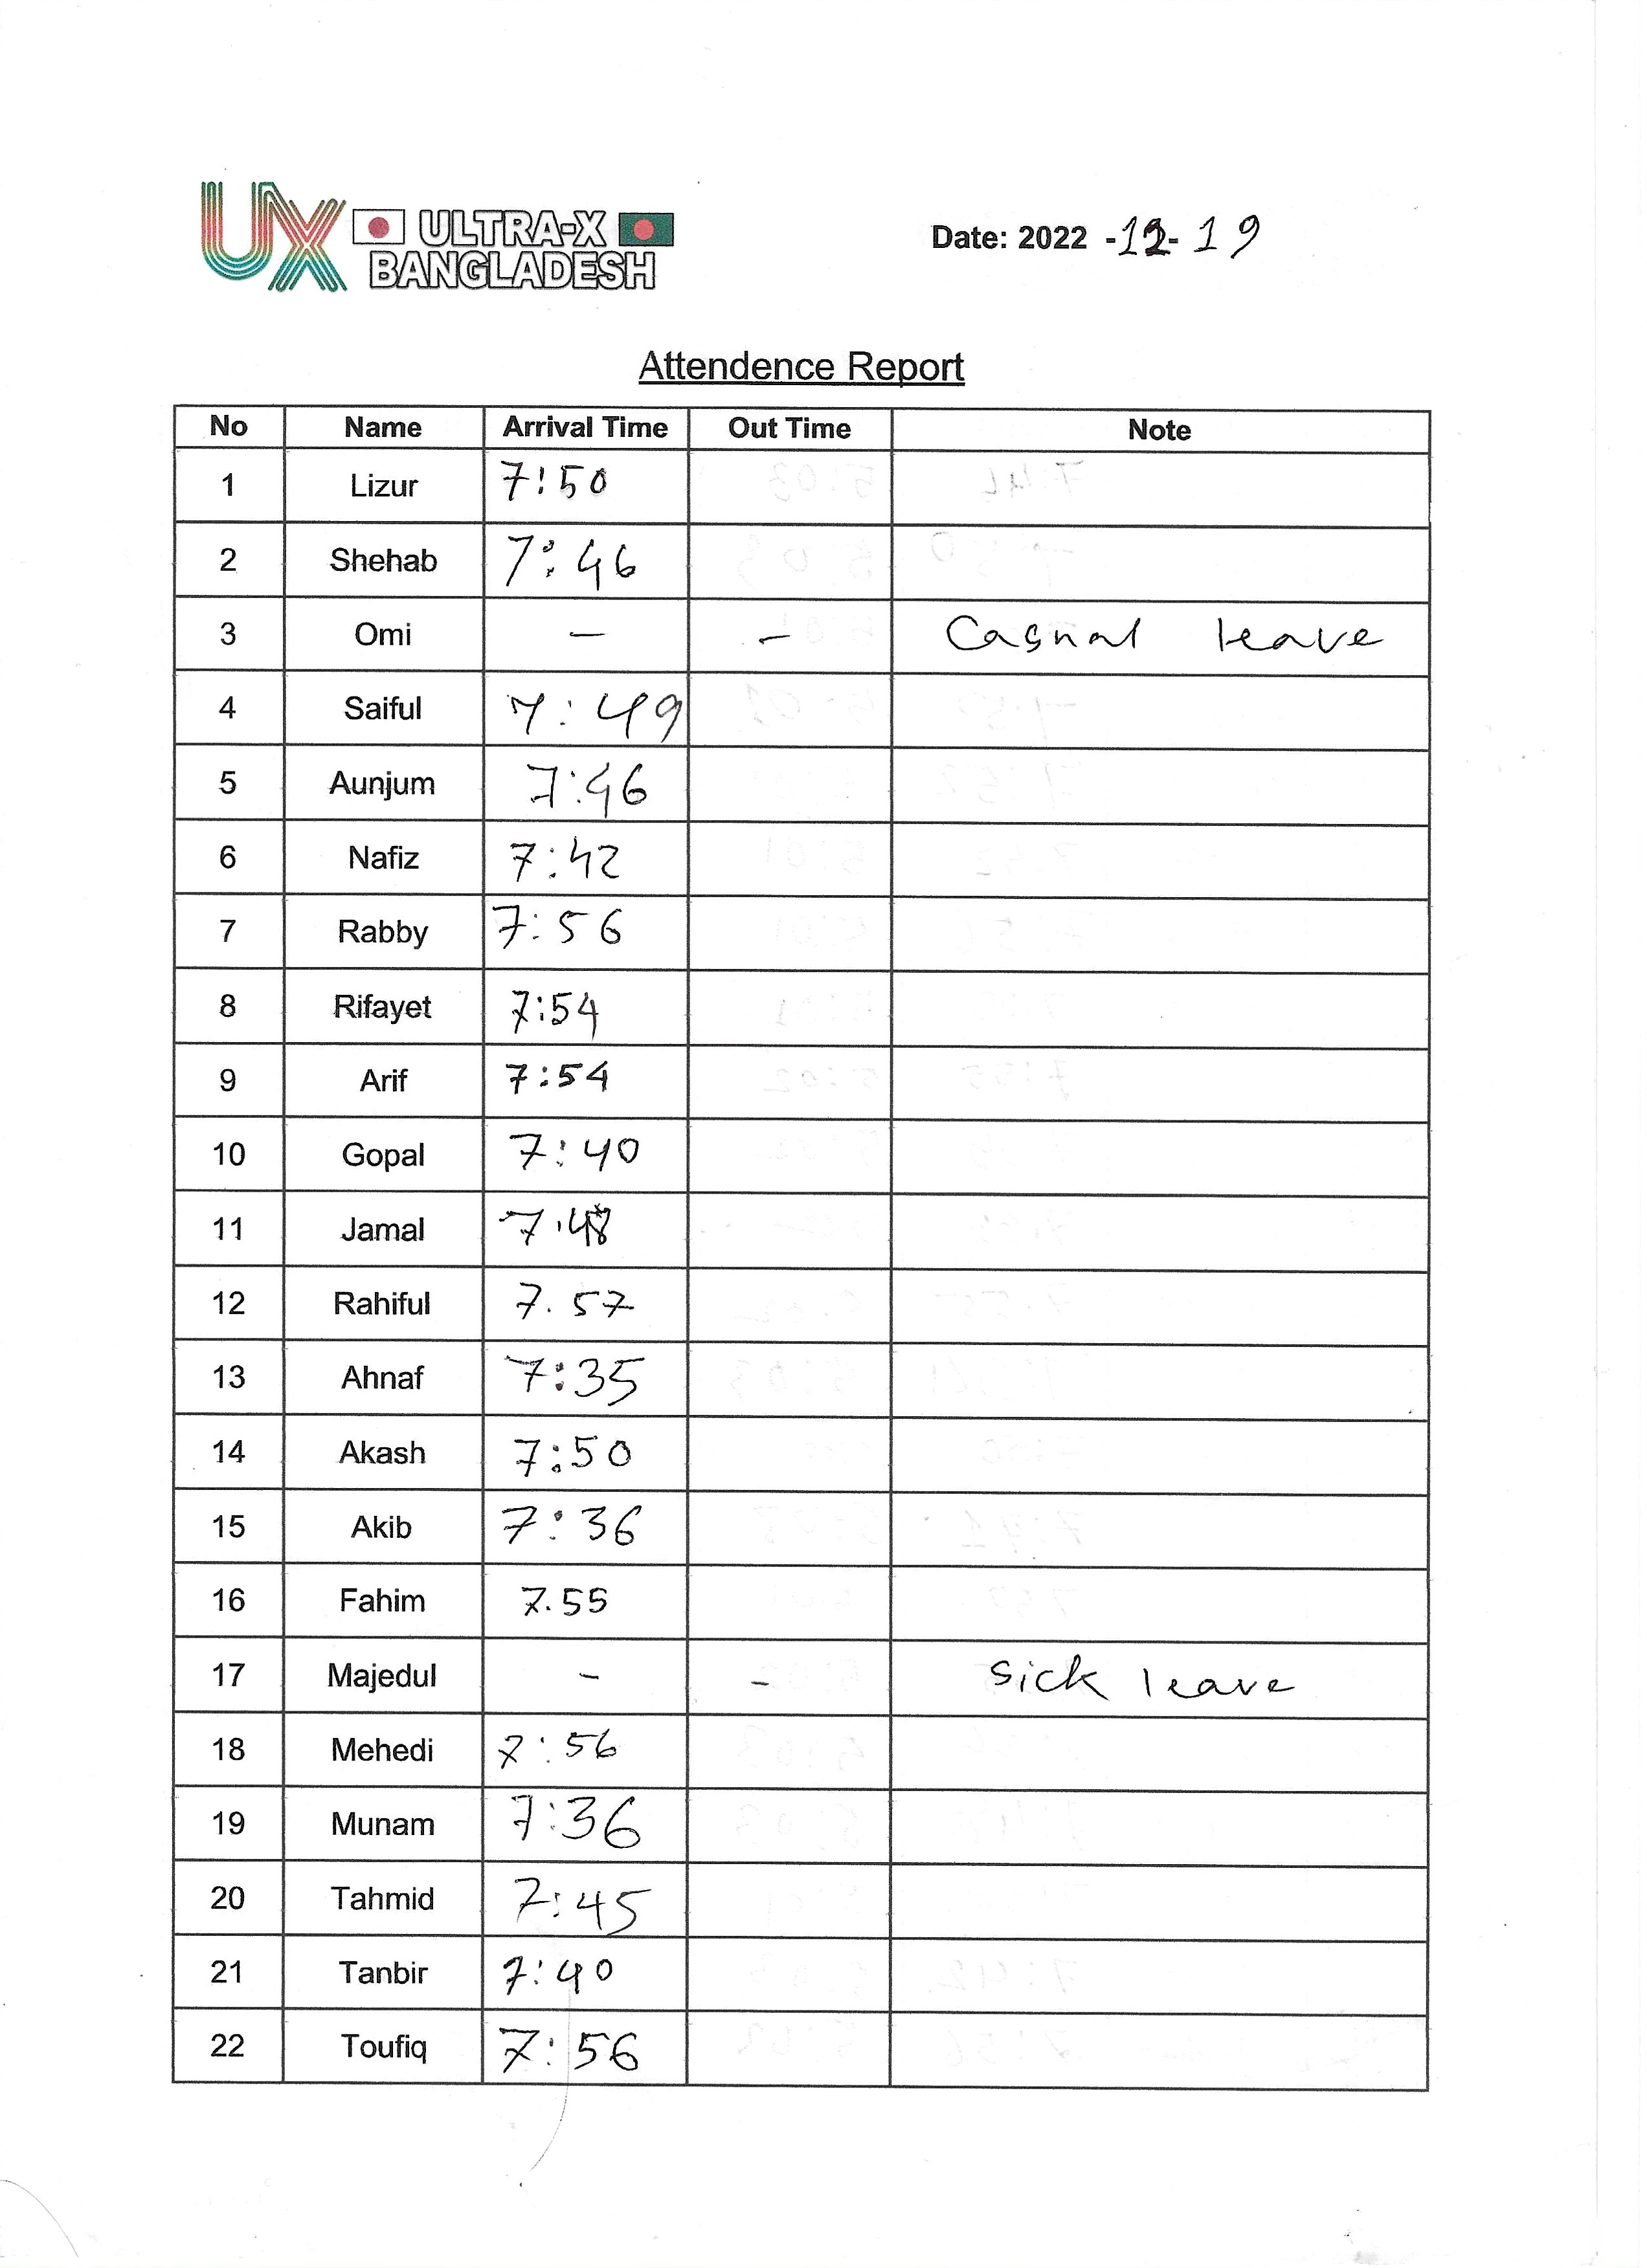 UX ULTRA-X
BANGLADESH
Date: 2022 -12- 19
Attendence Report
No Name Arrival Time Out Time Note
1 Lizur 7:50
2 Shehab 7:46
3 Omi — — Casual leave
4 Saiful 7:49
5 Aunjum 7:46
6 Nafiz 7:42
7 Rabby 7:56
8 Rifayet 7:54
9 Arif 7:54
10 Gopal 7:40
11 Jamal 7.48
12 Rahiful 7.57
13 Ahnaf 7:35
14 Akash 7:50
15 Akib 7:36
16 Fahim 7.55
17 Majedul - - Sick leave
18 Mehedi 7:56
19 Munam 7:36
20 Tahmid 7:45
21 Tanbir 7:40
22 Toufiq 7:56